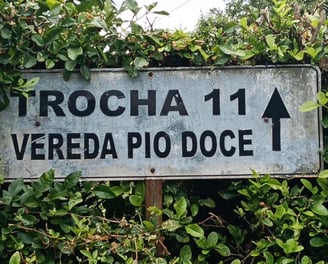 TROCHA 11
VEREDA PIO DOCE